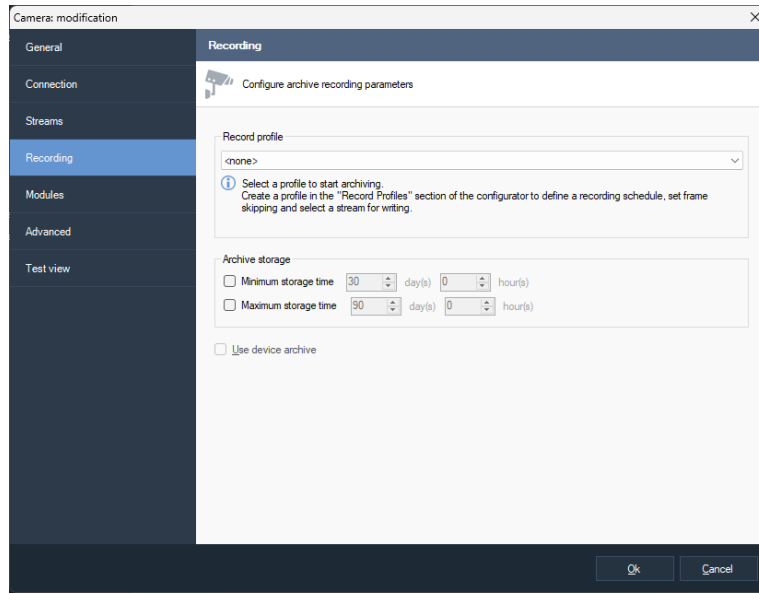 Camera: modification
General
Connection
Streams
Recording
Modules
Advanced
Test view
Recording
Configure archive recording parameters
Record profile
<none>
Select a profile to start archiving.
Create a profile in the "Record Profiles" section of the configurator to define a recording schedule, set frame
skipping and select a stream for writing.
Archive storage
Minimum storage time 30 day(s) 0 hour(s)
Maximum storage time 90 day(s) 0 hour(s)
Use device archive
Ok Cancel